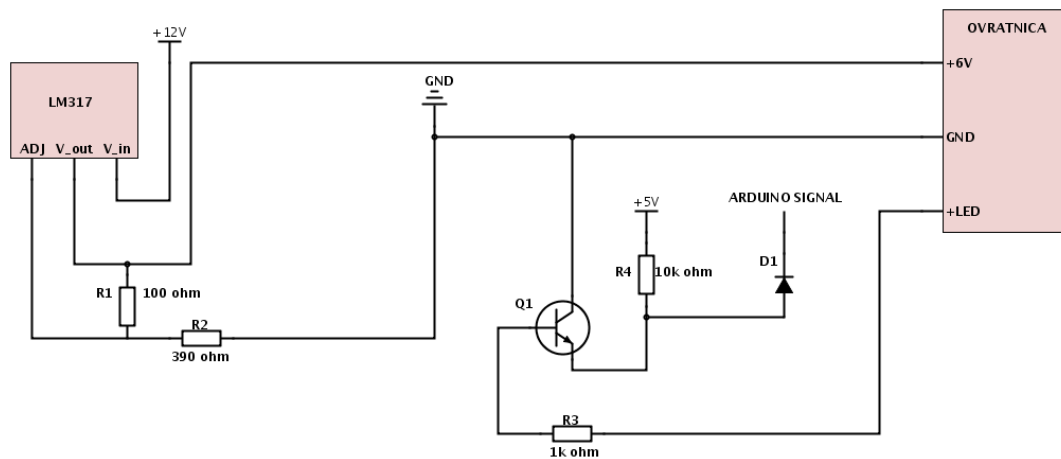 +12V
OVRATNICA
LM317
ADJ V_out V_in
GND
+6V
GND
+LED
+5V
ARDUINO SIGNAL
R1
100 ohm
R2
390 ohm
Q1
R4
10k ohm
D1
R3
1k ohm